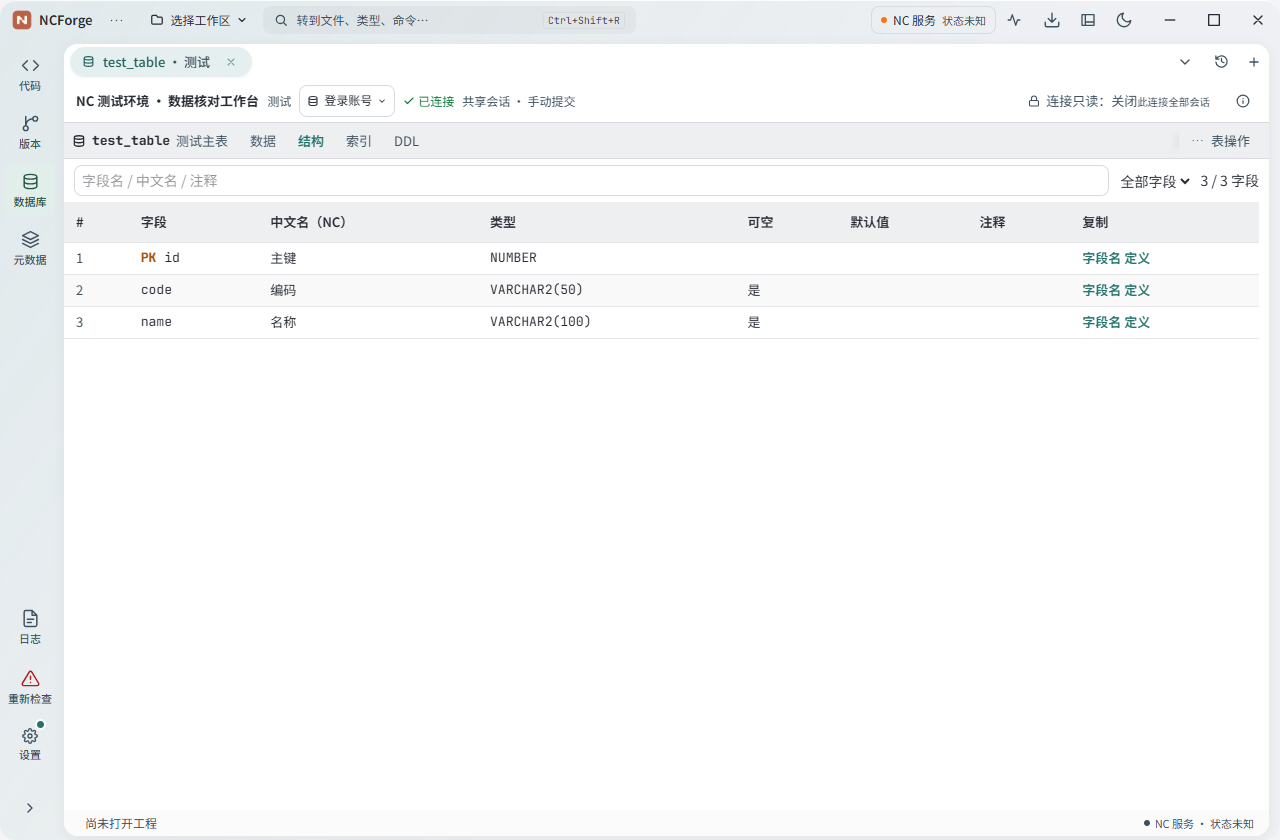 NCForge ··· 选择工作区 转到文件、类型、命令··· Ctrl+Shift+R NC 服务 状态未知
代码
版本
数据库
元数据
日志
重新检查
设置
test_table · 测试
NC 测试环境 · 数据核对工作台 测试 登录账号 已连接 共享会话 · 手动提交 连接只读：关闭此连接全部会话
test_table 测试主表 数据 结构 索引 DDL ··· 表操作
字段名 / 中文名 / 注释 全部字段 3 / 3 字段
# 字段 中文名（NC） 类型 可空 默认值 注释 复制
1 PK id 主键 NUMBER 字段名 定义
2 code 编码 VARCHAR2(50) 是 字段名 定义
3 name 名称 VARCHAR2(100) 是 字段名 定义
尚未打开工程 NC 服务 · 状态未知